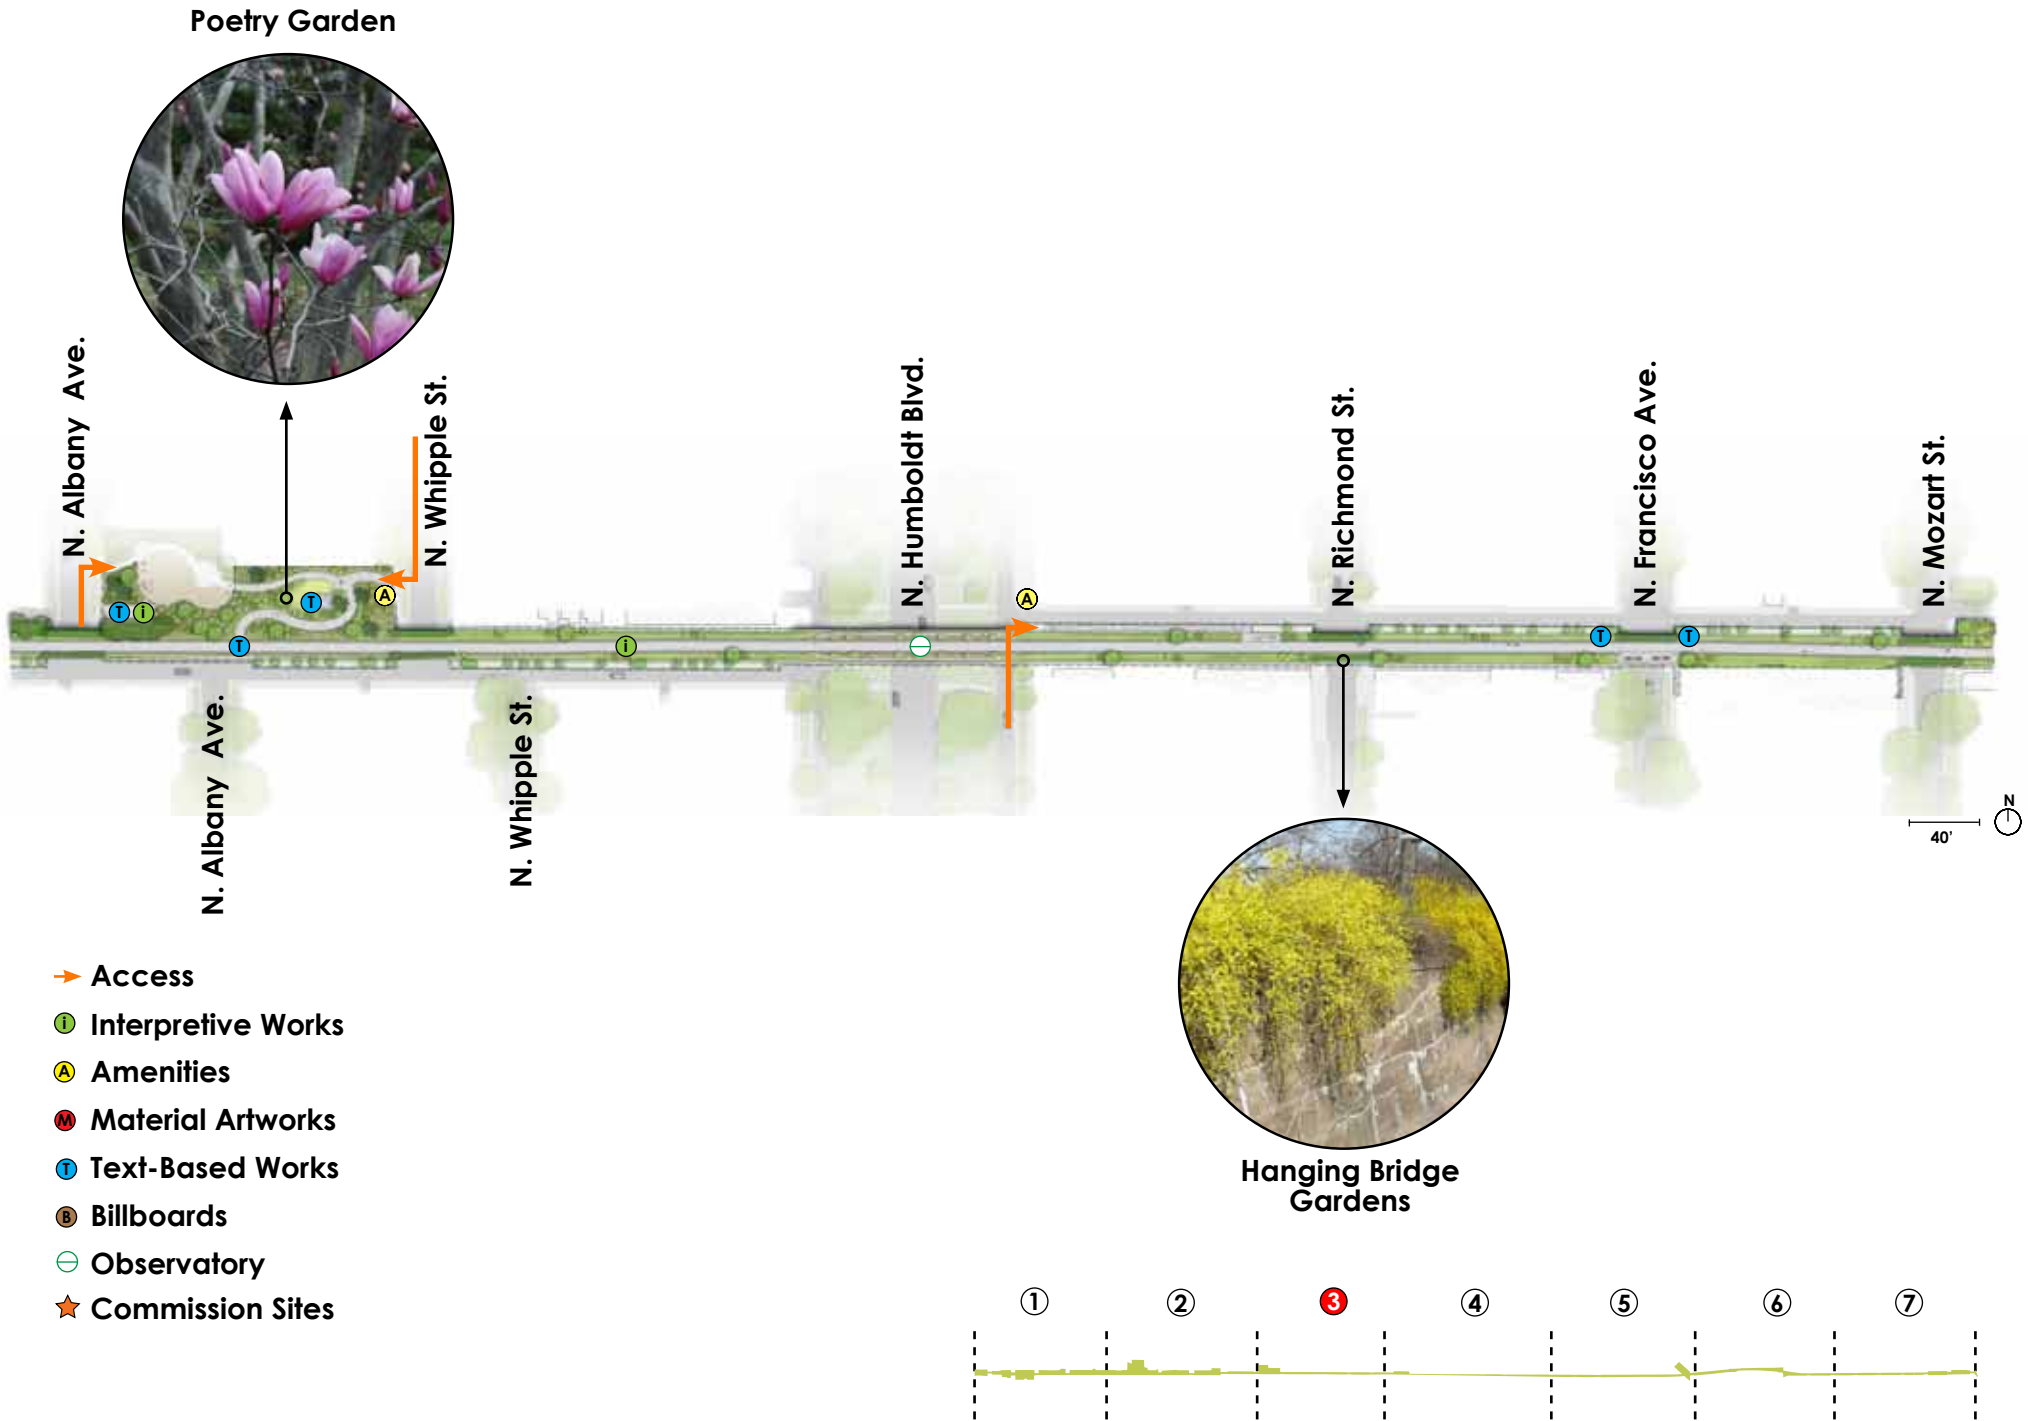 Poetry Garden
N. Albany Ave.
N. Whipple St.
N. Humboldt Blvd.
N. Richmond St.
N. Francisco Ave.
N. Mozart St.
T i
T
A
A
T
i
T
T
N. Albany Ave.
N. Whipple St.
N
40'
Hanging Bridge
Gardens
Access
i Interpretive Works
A Amenities
M Material Artworks
T Text-Based Works
B Billboards
Observatory
Commission Sites
1 2 3 4 5 6 7